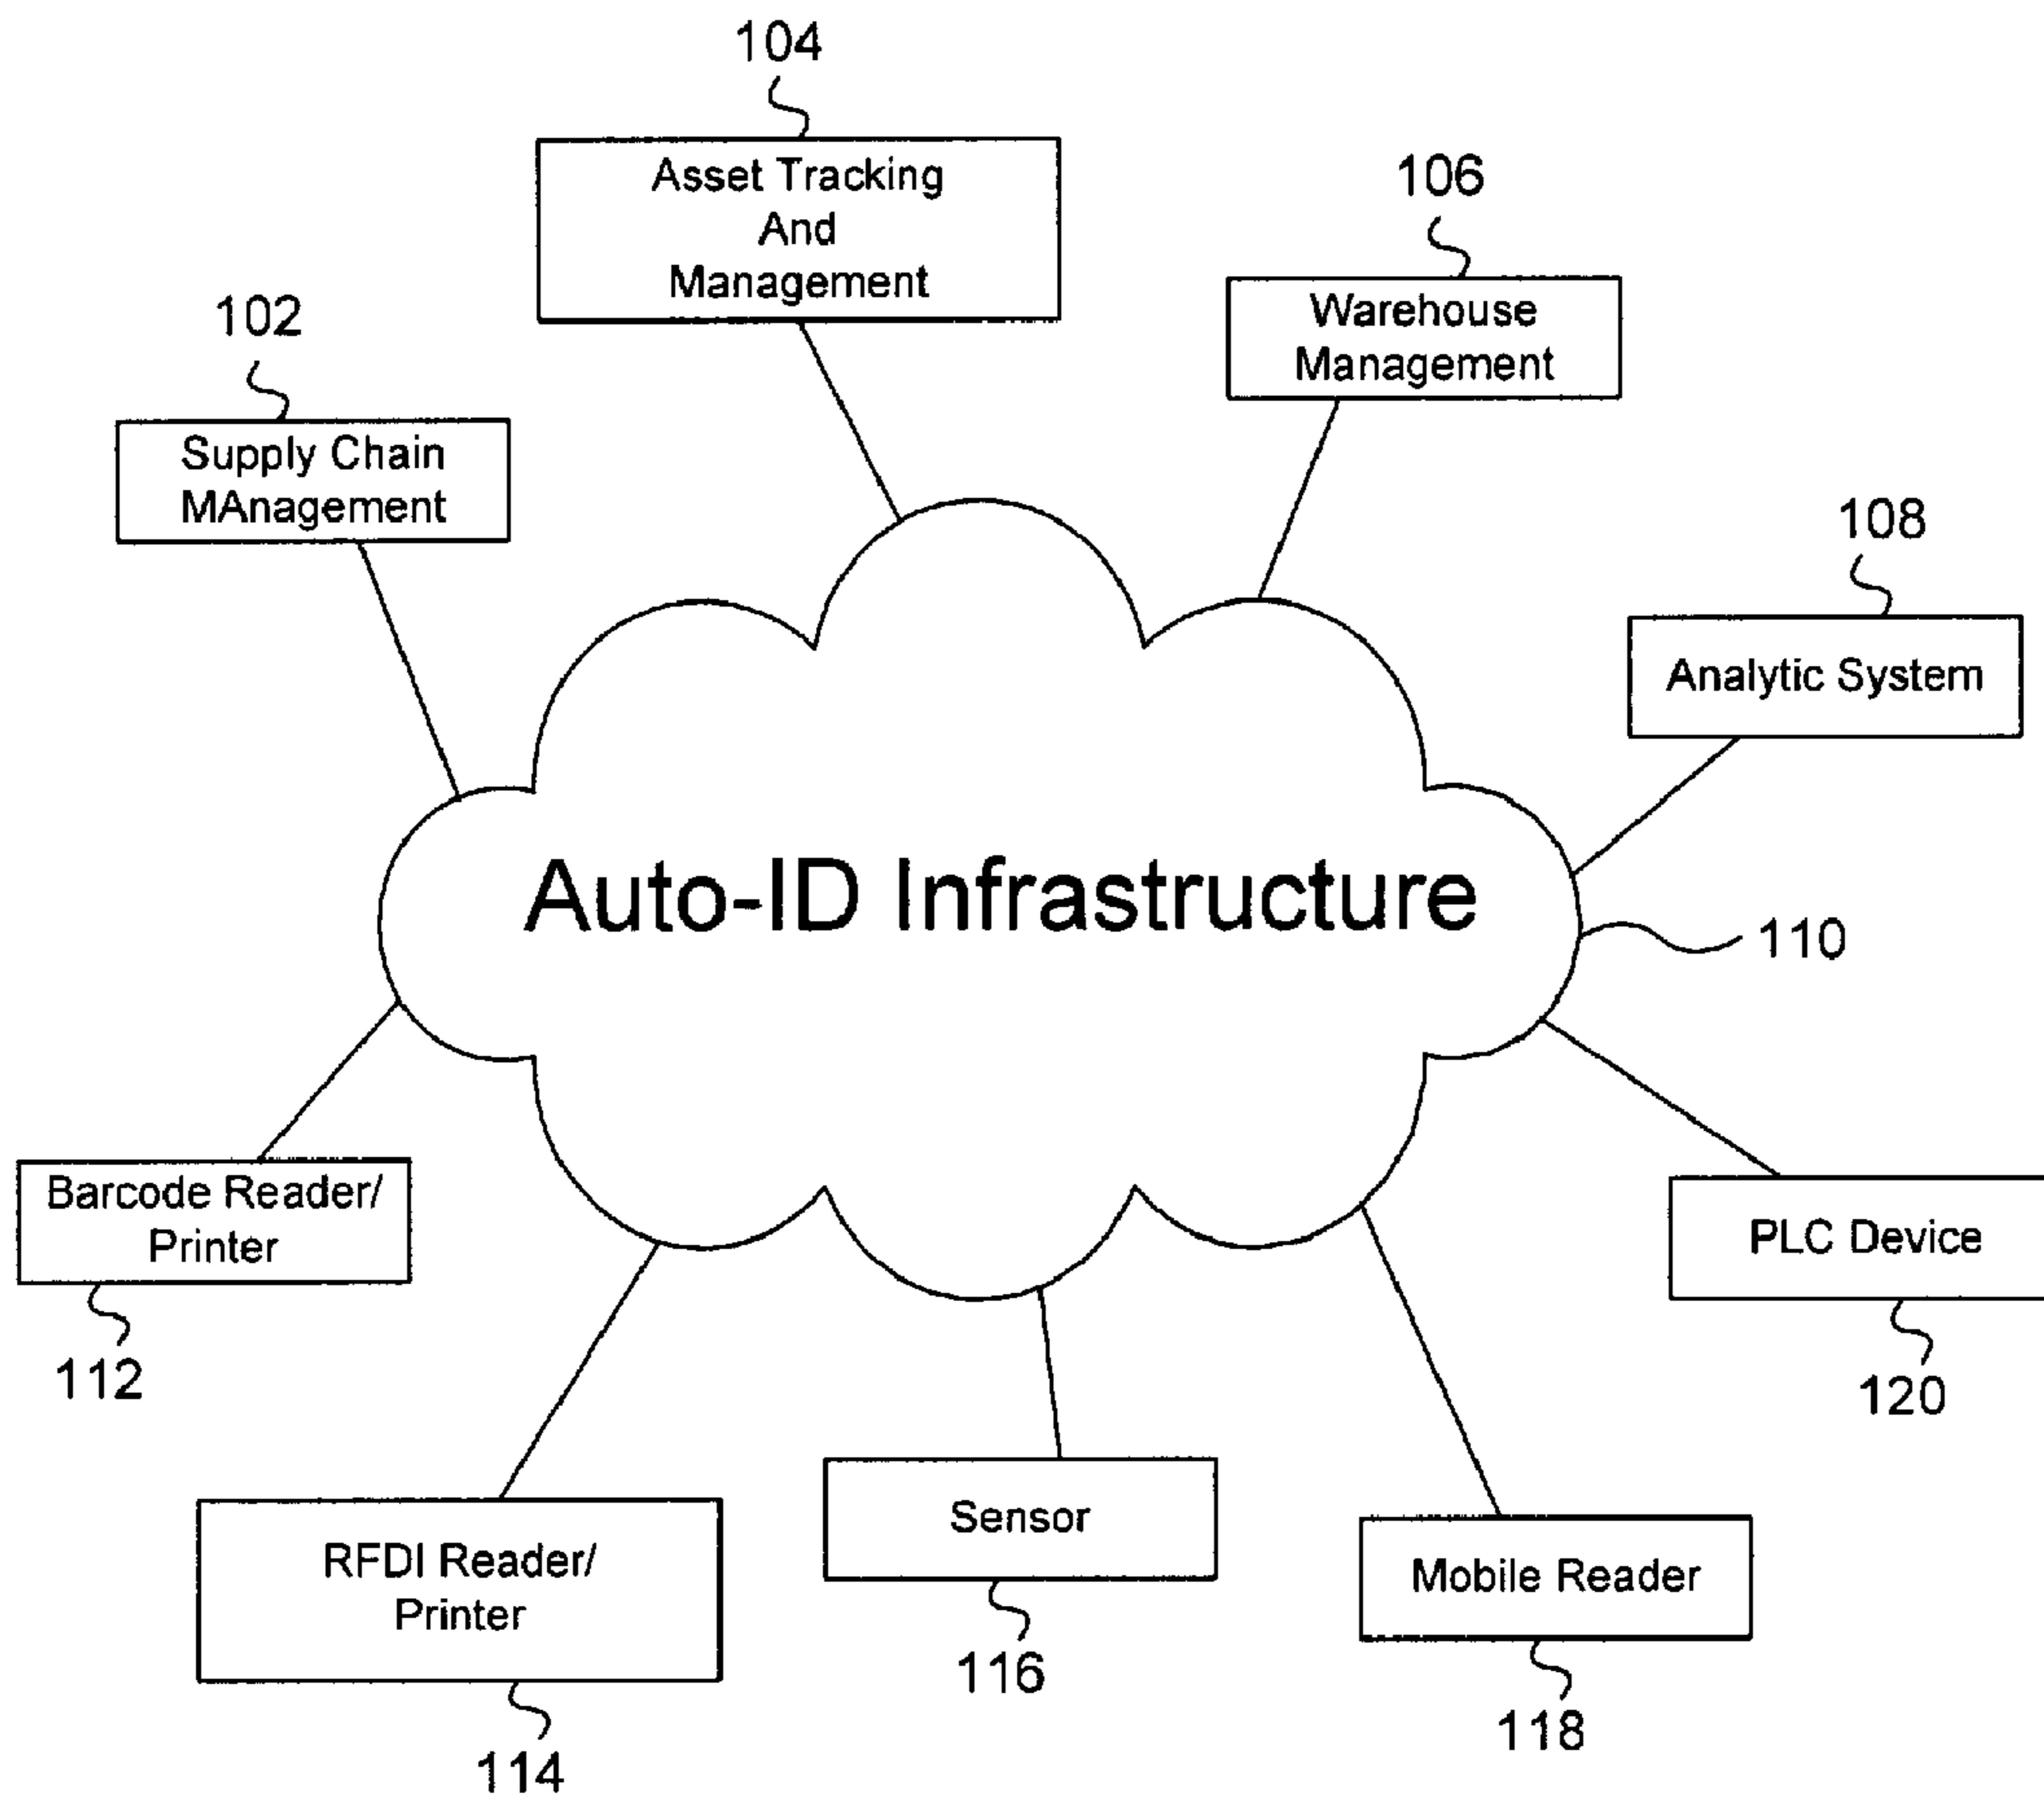 104
Asset Tracking
And
Management
106
Warehouse
Management
102
Supply Chain
MAnagement
108
Analytic System
Auto-ID Infrastructure
110
Barcode Reader/
Printer
112
PLC Device
120
RFDI Reader/
Printer
114
Sensor
116
Mobile Reader
118